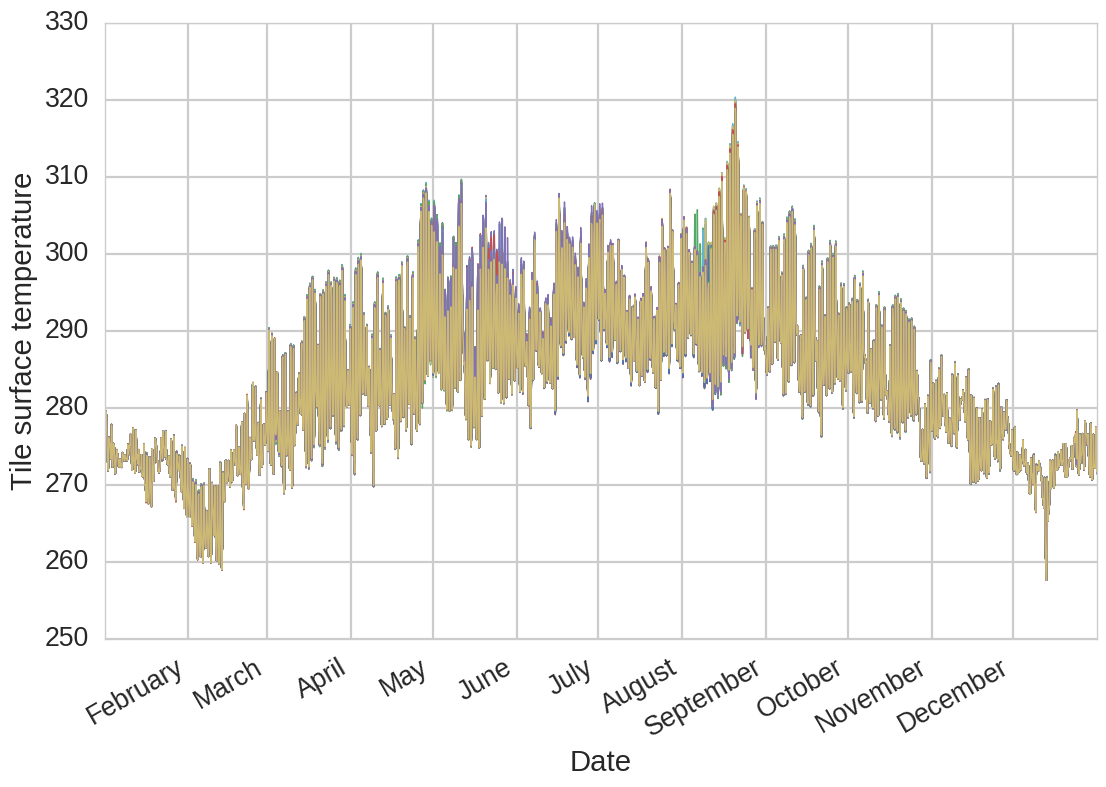 330
320
310
300
290
280
270
260
250
Tile surface temperature
February
March
April
May
June
July
August
September
October
November
December
Date